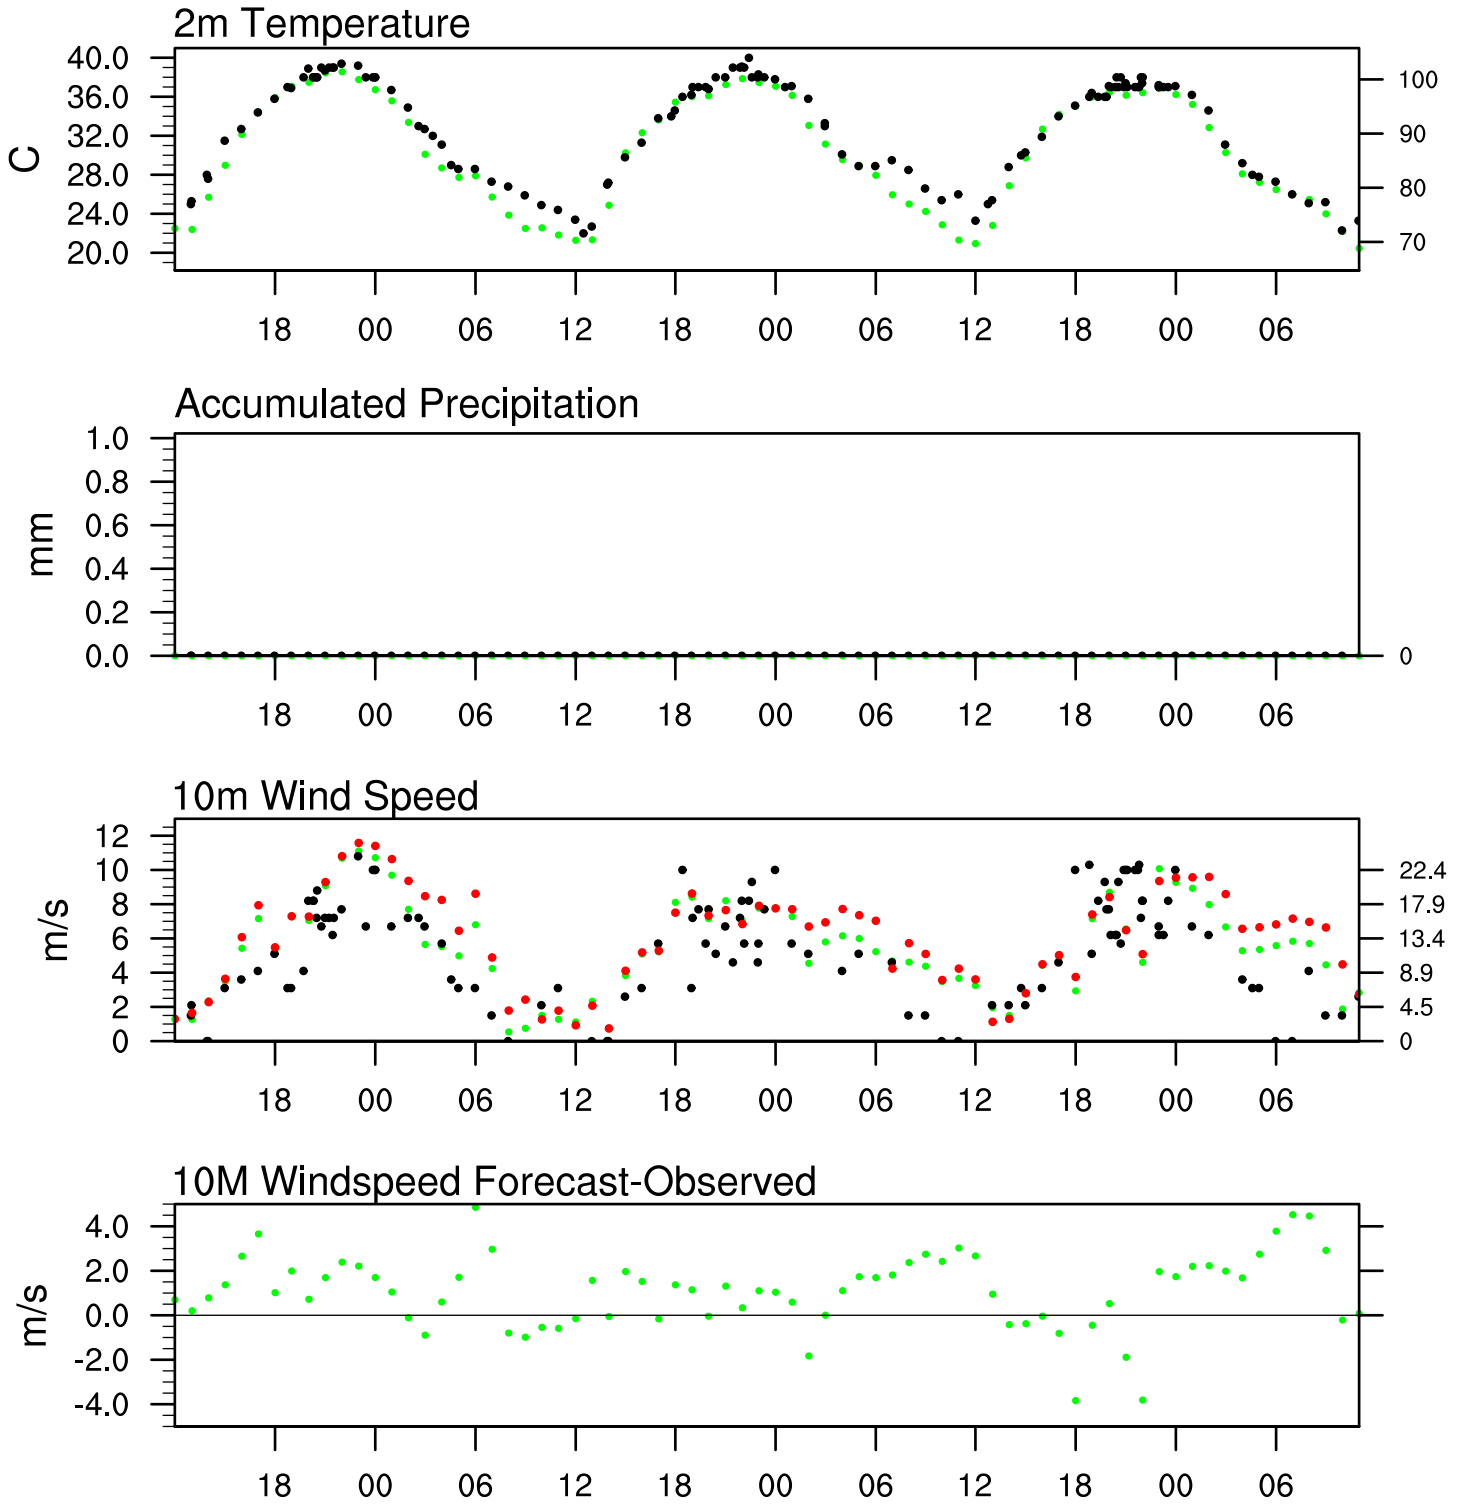 2m Temperature
40.0
36.0
32.0
28.0
24.0
20.0
C
100
90
80
70
18 00 06 12 18 00 06 12 18 00 06
Accumulated Precipitation
1.0
0.8
0.6
0.4
0.2
0.0
mm
0
18 00 06 12 18 00 06 12 18 00 06
10m Wind Speed
12
10
8
6
4
2
0
m/s
22.4
17.9
13.4
8.9
4.5
0
18 00 06 12 18 00 06 12 18 00 06
10M Windspeed Forecast-Observed
4.0
2.0
0.0
-2.0
-4.0
m/s
18 00 06 12 18 00 06 12 18 00 06